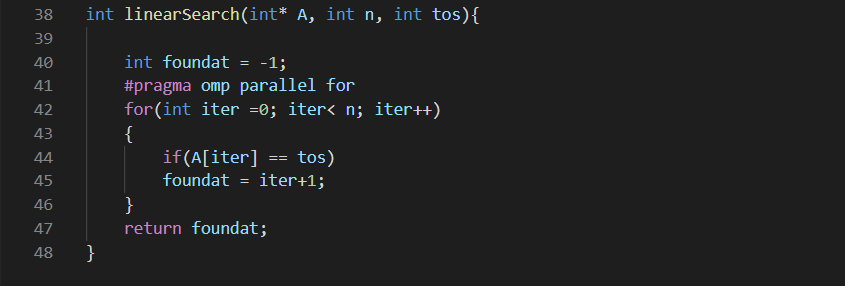 38 int linearSearch(int* A, int n, int tos){
39
40 int foundat = -1;
41 #pragma omp parallel for
42 for(int iter =0; iter< n; iter++)
43 {
44 if(A[iter] == tos)
45 foundat = iter+1;
46 }
47 return foundat;
48 }